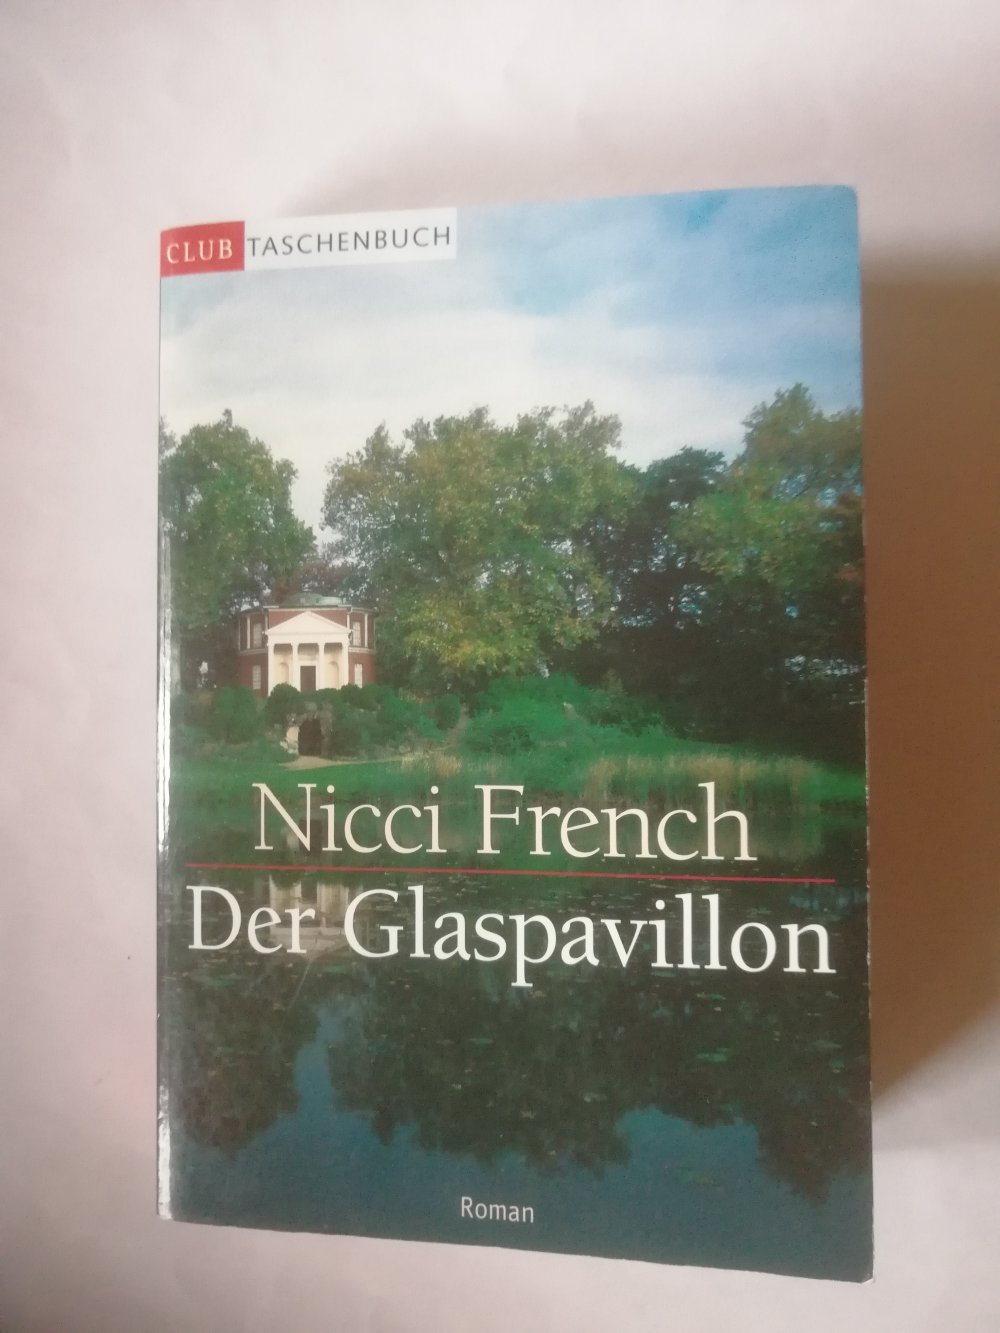 CLUB TASCHENBUCH
Nicci French
Der Glaspavillon
Roman